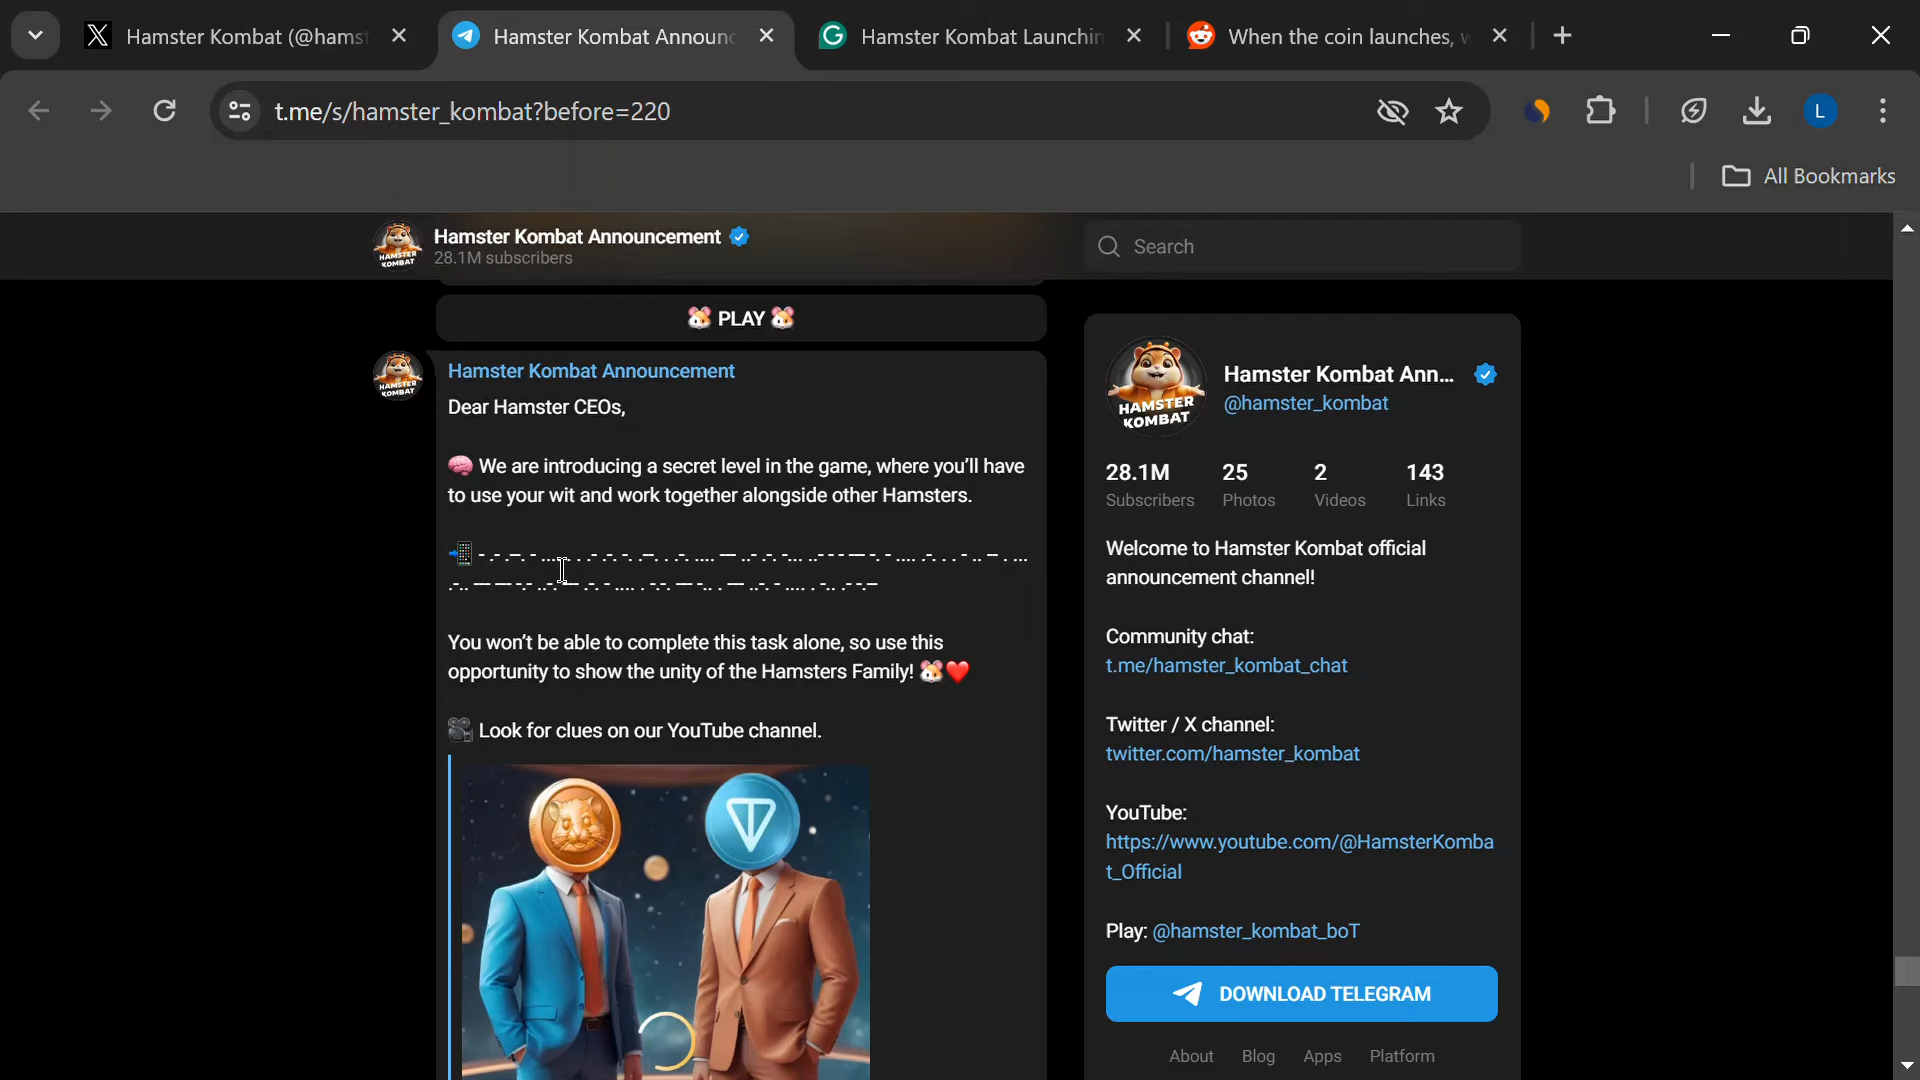 Hamster Kombat (@hamst
Hamster Kombat Announc
Hamster Kombat Launchin
When the coin launches, w
t.me/s/hamster_kombat?before=220
L
All Bookmarks
Hamster Kombat Announcement
28.1M subscribers
Search
🐹 PLAY 🐹
HAMSTER KOMBAT
Hamster Kombat Announcement
Dear Hamster CEOs,
🧠 We are introducing a secret level in the game, where you’ll have
to use your wit and work together alongside other Hamsters.
You won’t be able to complete this task alone, so use this
opportunity to show the unity of the Hamsters Family! 🐹❤️
🎥 Look for clues on our YouTube channel.
HAMSTER
KOMBAT
Hamster Kombat Ann...
@hamster_kombat
28.1M 25 2 143
Subscribers Photos Videos Links
Welcome to Hamster Kombat official
announcement channel!
Community chat:
t.me/hamster_kombat_chat
Twitter / X channel:
twitter.com/hamster_kombat
YouTube:
https://www.youtube.com/@HamsterKomba
t_Official
Play: @hamster_kombat_boT
DOWNLOAD TELEGRAM
About Blog Apps Platform